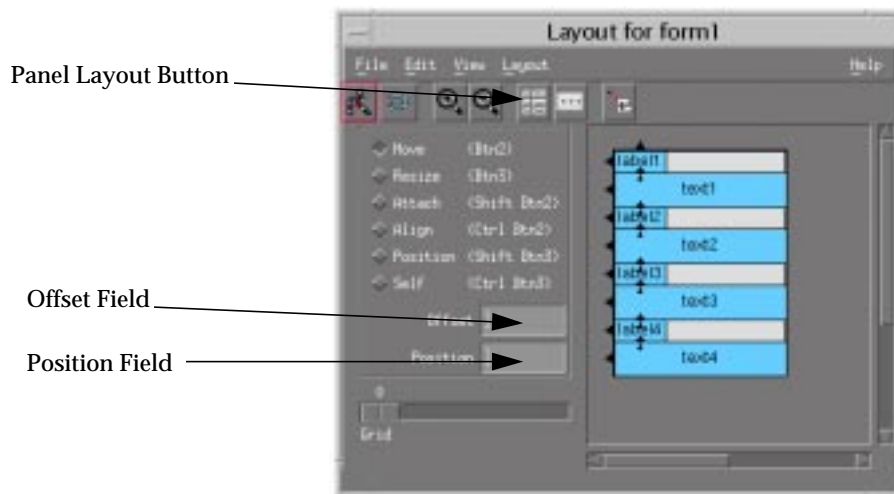 Layout for form1
File Edit View Layout Help
Panel Layout Button
Move (Btn2)
Resize (Btn3)
Attach (Shift Btn2)
Align (Ctrl Btn2)
Position (Shift Btn3)
Self (Ctrl Btn3)
Offset Field
Offset
Position Field
Position
0
Grid
label1
text1
label2
text2
label3
text3
label4
text4